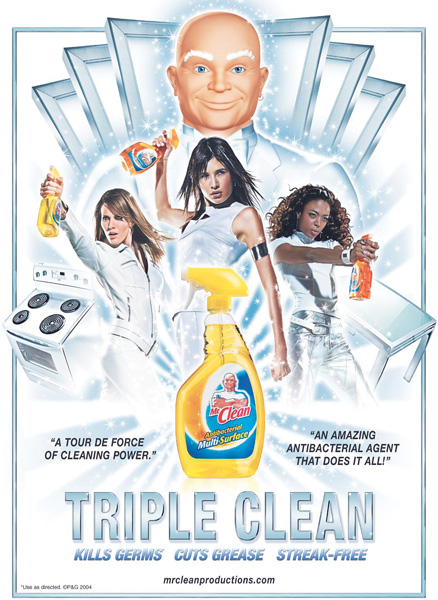 Mr.Clean
Antibacterial
Multi-Surface
"A TOUR DE FORCE
OF CLEANING POWER."
"AN AMAZING
ANTIBACTERIAL AGENT
THAT DOES IT ALL!"
TRIPLE CLEAN
KILLS GERMS* CUTS GREASE STREAK-FREE
mrcleanproductions.com
*Use as directed. ©P&G 2004